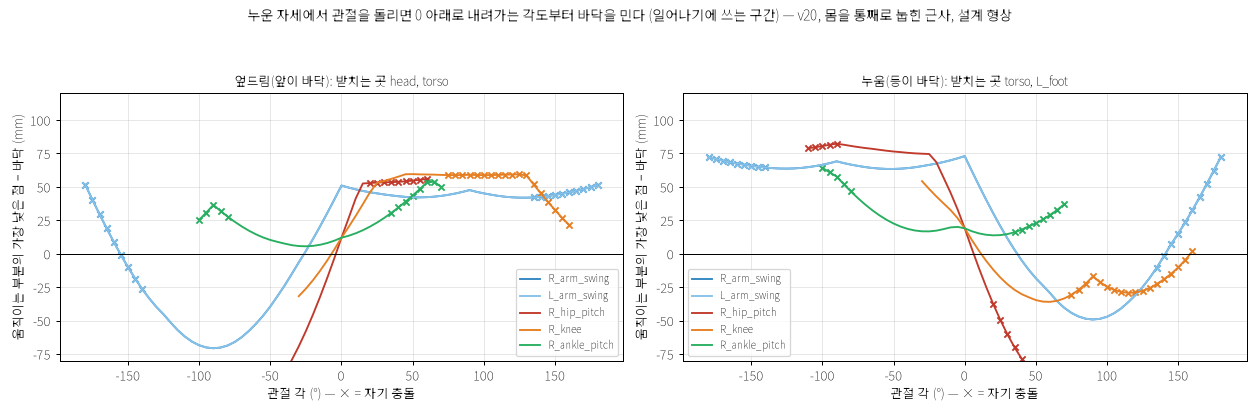 누운 자세에서 관절을 돌리면 0 아래로 내려가는 각도부터 바닥을 민다 (일어나기에 쓰는 구간) — v20, 몸을 통째로 눕힌 근사, 설계 형상
엎드림(앞이 바닥): 받치는 곳 head, torso
움직이는 부분의 가장 낮은 점 − 바닥 (mm)
100
75
50
25
0
-25
-50
-75
-150
-100
-50
0
50
100
150
관절 각 (°) — × = 자기 충돌
R_arm_swing
L_arm_swing
R_hip_pitch
R_knee
R_ankle_pitch
누움(등이 바닥): 받치는 곳 torso, L_foot
움직이는 부분의 가장 낮은 점 − 바닥 (mm)
100
75
50
25
0
-25
-50
-75
-150
-100
-50
0
50
100
150
관절 각 (°) — × = 자기 충돌
R_arm_swing
L_arm_swing
R_hip_pitch
R_knee
R_ankle_pitch